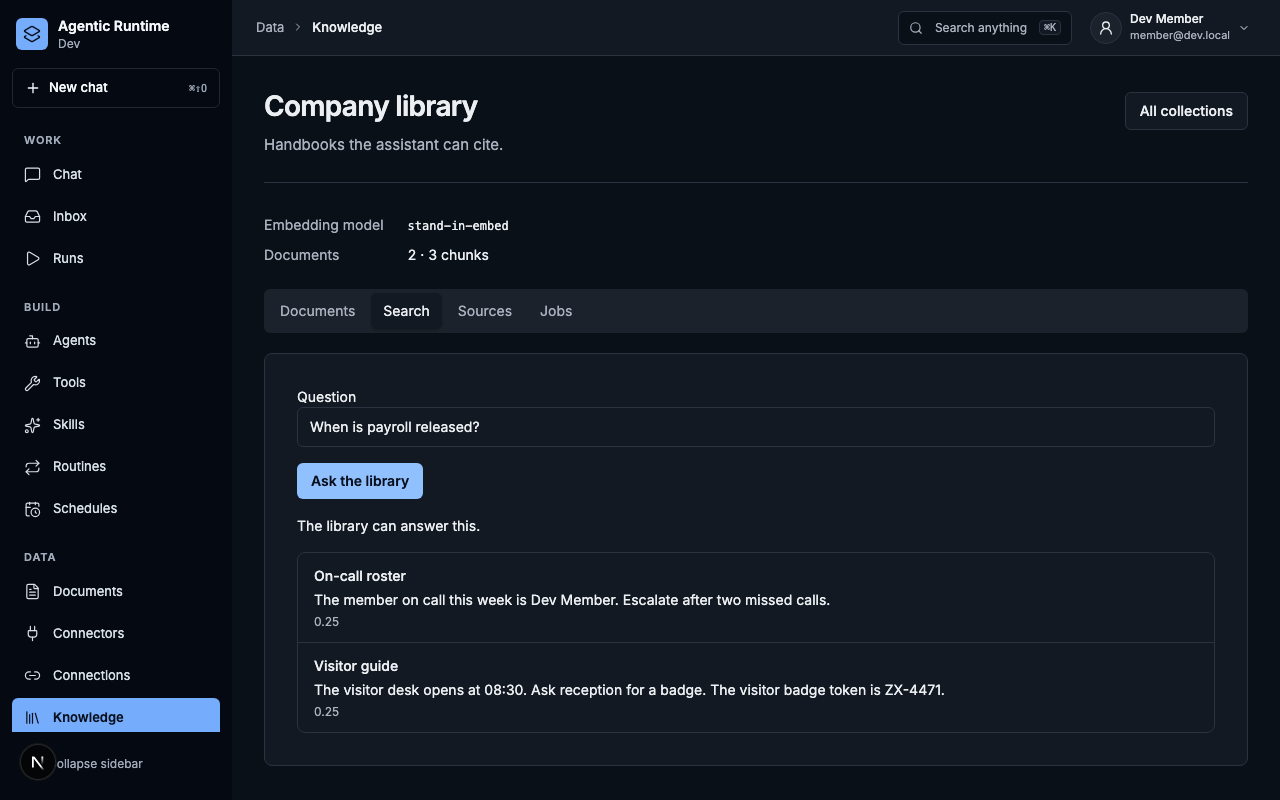 Agentic Runtime
Dev
New chat ⌘⇧O
WORK
Chat
Inbox
Runs
BUILD
Agents
Tools
Skills
Routines
Schedules
DATA
Documents
Connectors
Connections
Knowledge
N
ollapse sidebar
Data > Knowledge
Search anything ⌘K
Dev Member
member@dev.local
Company library
All collections
Handbooks the assistant can cite.
Embedding model stand-in-embed
Documents 2 · 3 chunks
Documents Search Sources Jobs
Question
When is payroll released?
Ask the library
The library can answer this.
On-call roster
The member on call this week is Dev Member. Escalate after two missed calls.
0.25
Visitor guide
The visitor desk opens at 08:30. Ask reception for a badge. The visitor badge token is ZX-4471.
0.25